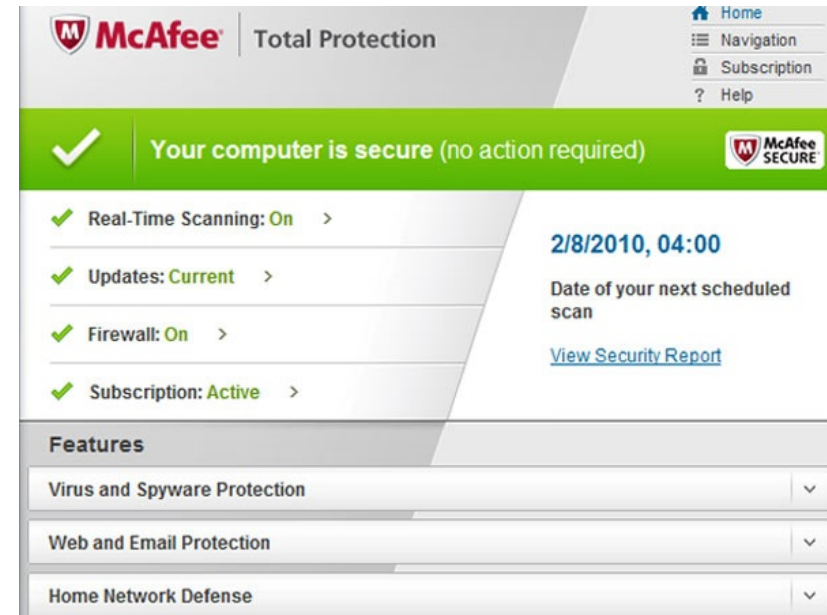 McAfee Total Protection
Home
Navigation
Subscription
? Help
Your computer is secure (no action required)
McAfee SECURE
Real-Time Scanning: On >
Updates: Current >
Firewall: On >
Subscription: Active >
2/8/2010, 04:00
Date of your next scheduled
scan
View Security Report
Features
Virus and Spyware Protection
Web and Email Protection
Home Network Defense